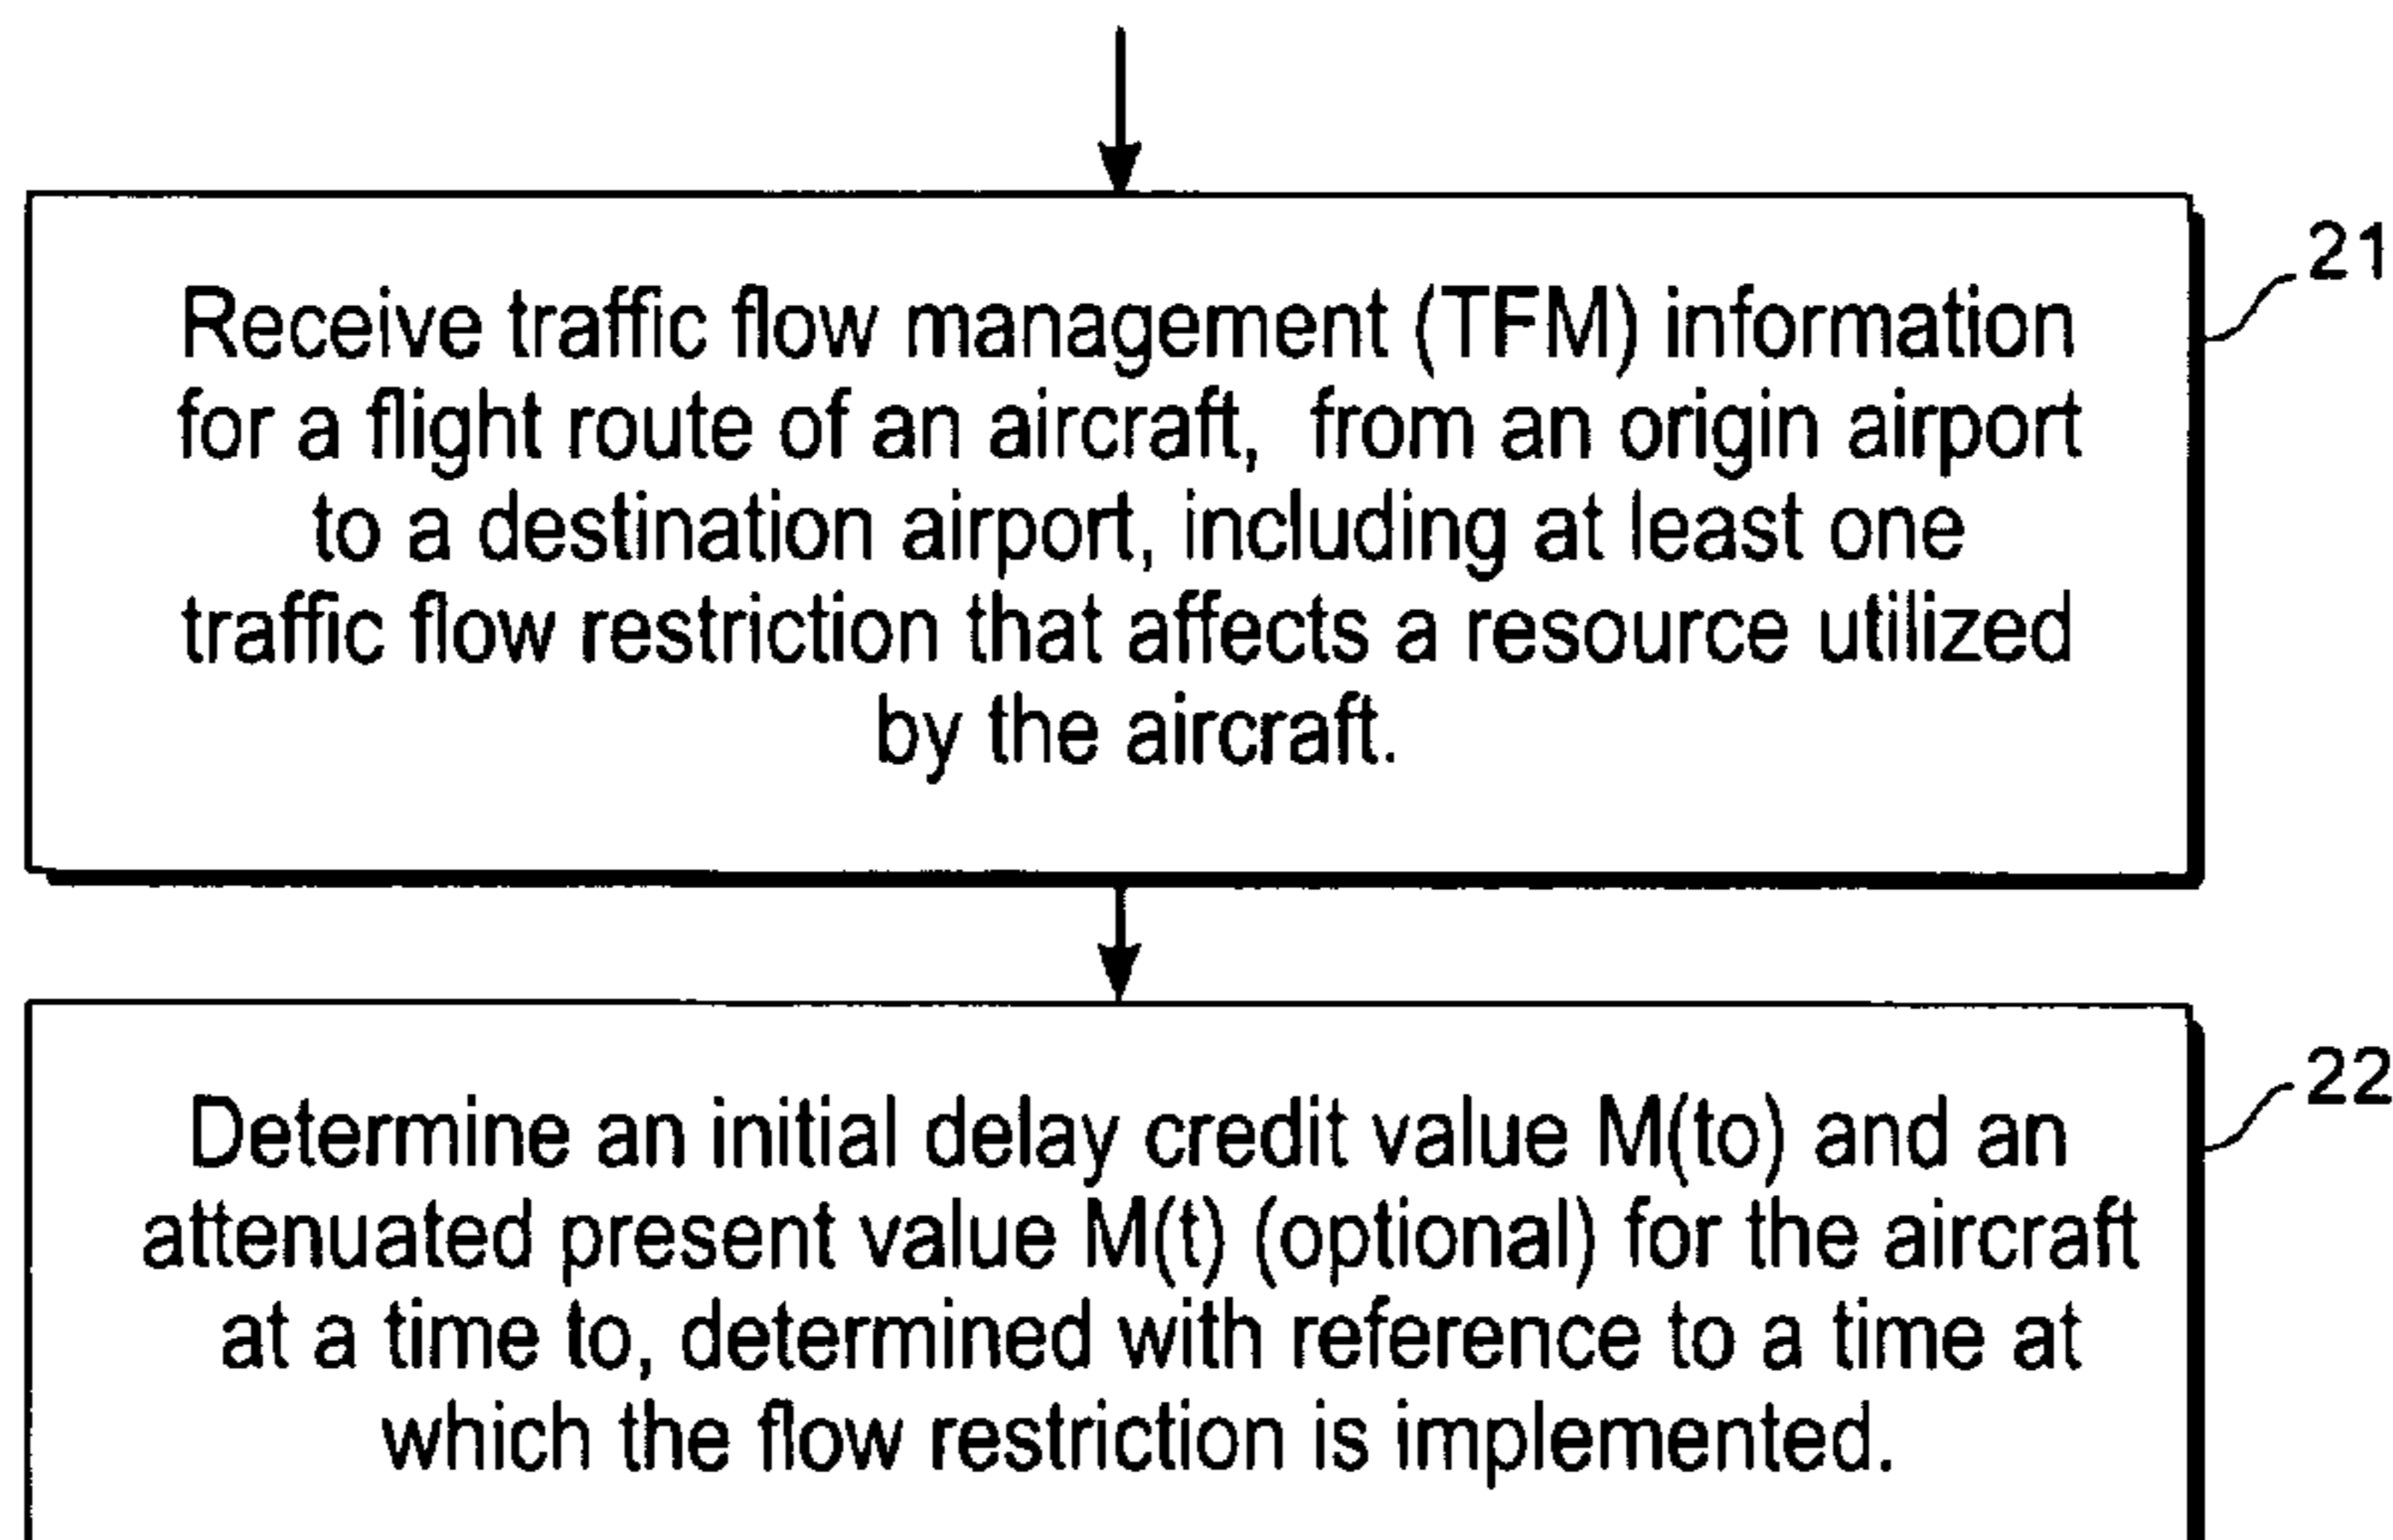 21
Receive traffic flow management (TFM) information
for a flight route of an aircraft, from an origin airport
to a destination airport, including at least one
traffic flow restriction that affects a resource utilized
by the aircraft.
22
Determine an initial delay credit value M(to) and an
attenuated present value M(t) (optional) for the aircraft
at a time to, determined with reference to a time at
which the flow restriction is implemented.